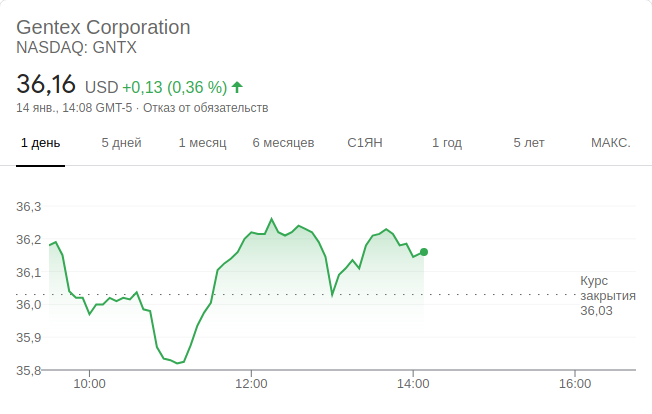 Gentex Corporation
NASDAQ: GNTX
36,16 USD +0,13 (0,36 %)
14 янв., 14:08 GMT-5 · Отказ от обязательств
1 день 5 дней 1 месяц 6 месяцев С1ЯН 1 год 5 лет МАКС.
36,3
36,2
36,1
Курс
закрытия
36,03
36,0
35,9
35,8
10:00 12:00 14:00 16:00